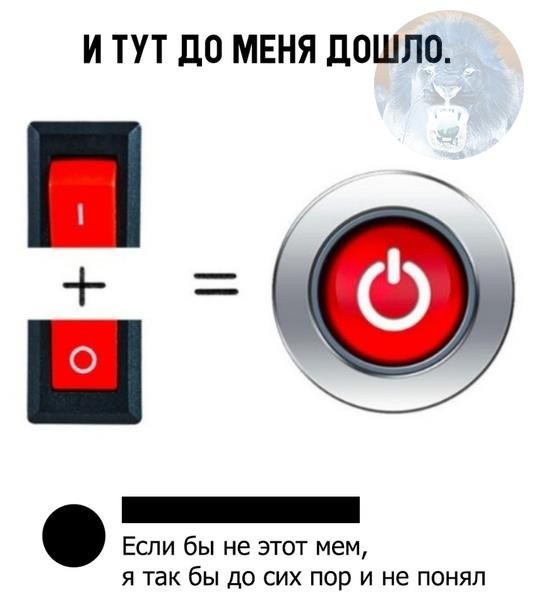 И ТУТ ДО МЕНЯ ДОШЛО.
I
+ =
O
Если бы не этот мем,
я так бы до сих пор и не понял